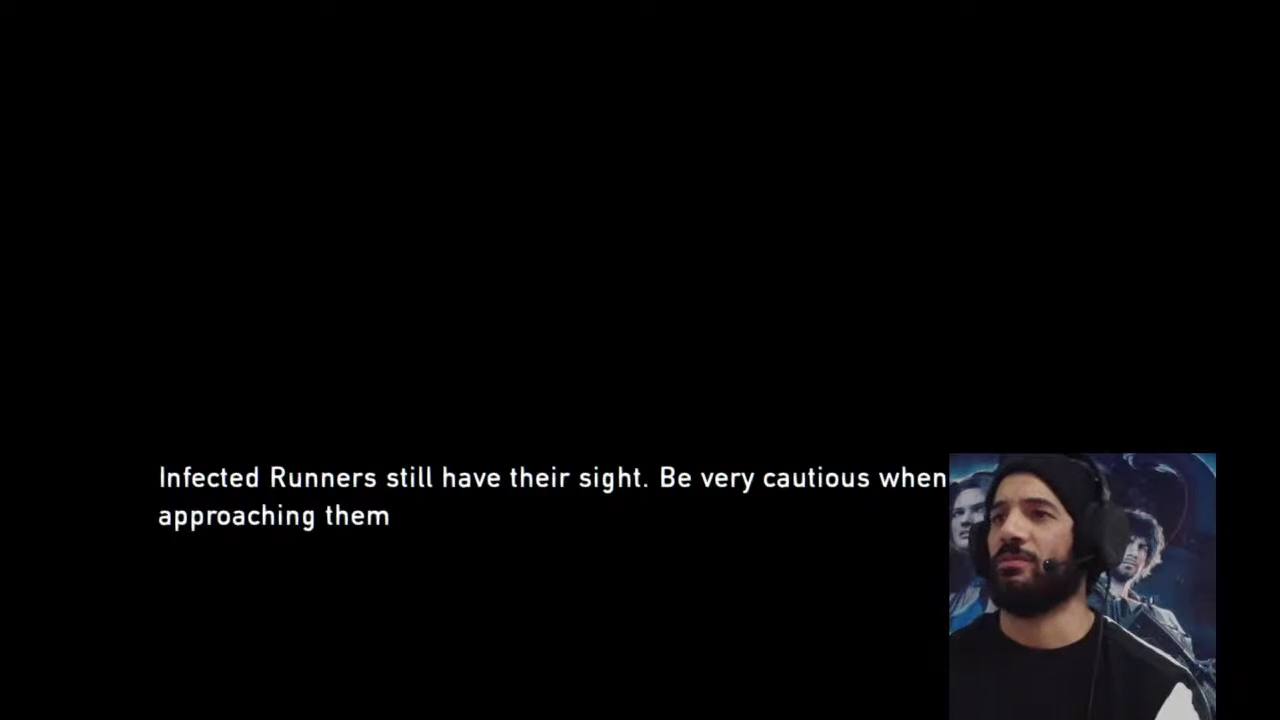 Infected Runners still have their sight. Be very cautious when
approaching them